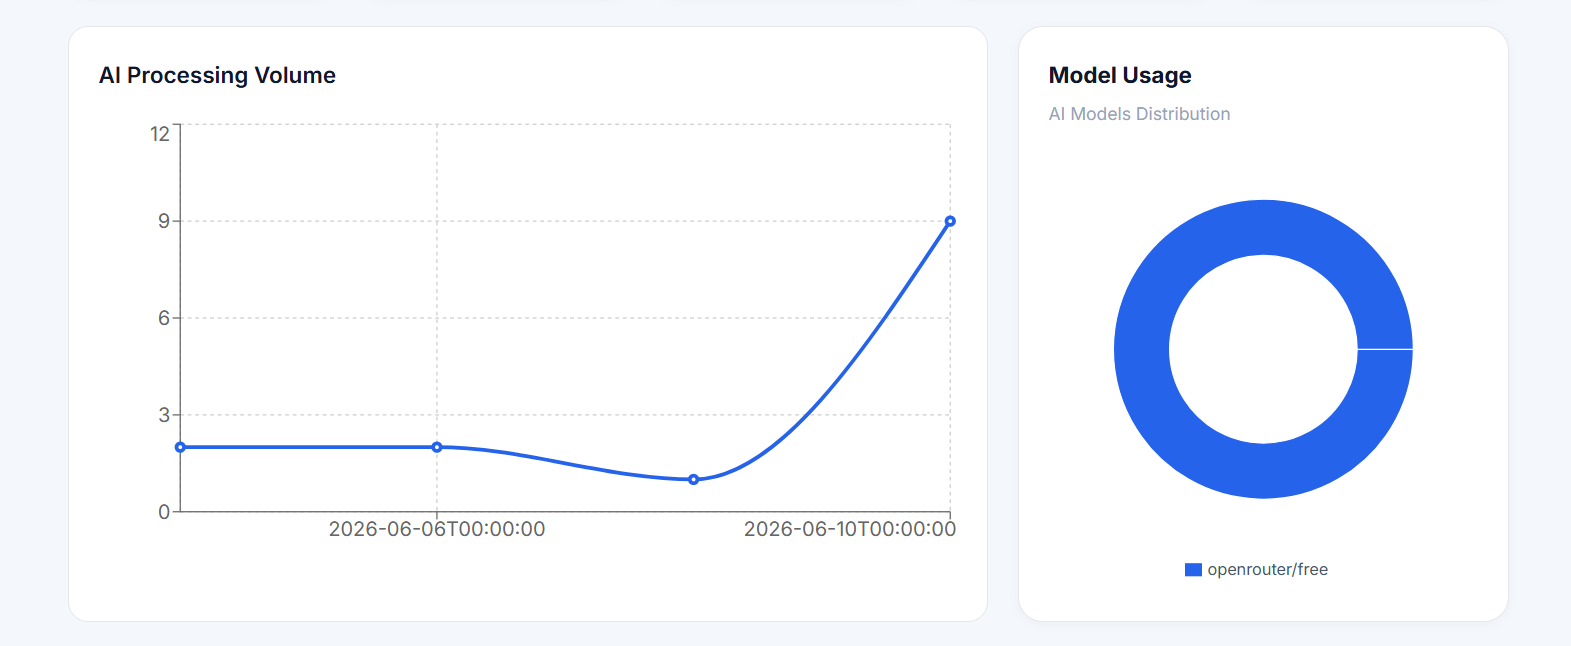 AI Processing Volume
12
9
6
3
0
2026-06-06T00:00:00
2026-06-10T00:00:00
Model Usage
AI Models Distribution
openrouter/free